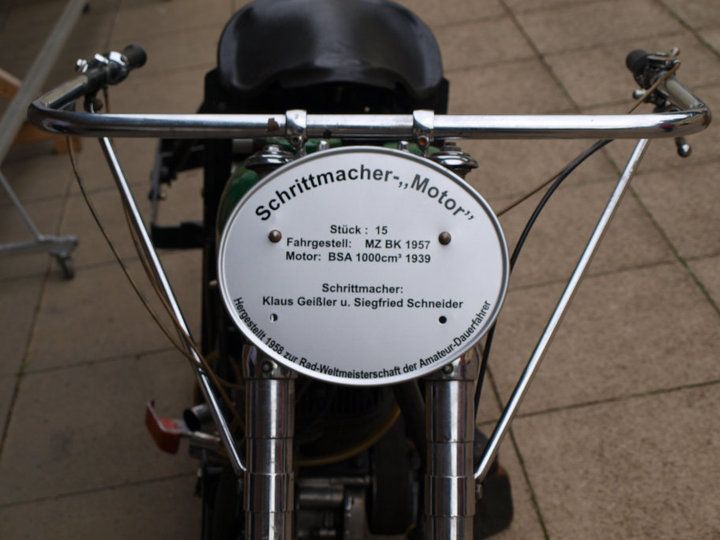 Schrittmacher-„Motor”
Stück : 15
Fahrgestell: MZ BK 1957
Motor: BSA 1000cm³ 1939
Schrittmacher:
Klaus Geißler u. Siegfried Schneider
Hergestellt 1958 zur Rad-Weltmeisterschaft der Amateur-Dauerfahrer